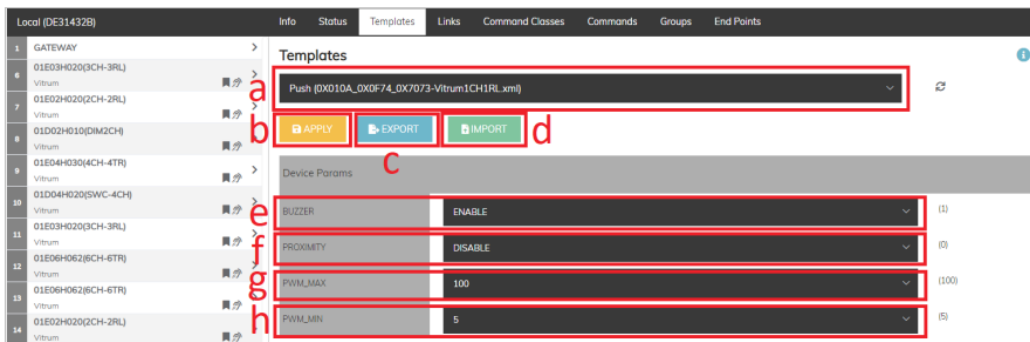 Local (DE31432B)
Info Status Templates Links Command Classes Commands Groups End Points
1 GATEWAY
6 01E03H020(3CH-3RL)
Vitrum
7 01E02H020(2CH-2RL)
Vitrum
8 01D02H010(DIM2CH)
Vitrum
9 01E04H030(4CH-4TR)
Vitrum
10 01D04H020(SWC-4CH)
Vitrum
11 01E03H020(3CH-3RL)
Vitrum
12 01E06H062(6CH-6TR)
Vitrum
13 01E06H062(6CH-6TR)
Vitrum
14 01E02H020(2CH-2RL)
Vitrum
Templates
a Push (0X010A_0X0F74_0X7073-Vitrum1CH1RL.xml)
b APPLY EXPORT IMPORT d
c
Device Params
e BUZZER ENABLE (1)
f PROXIMITY DISABLE (0)
g PWM_MAX 100 (100)
h PWM_MIN 5 (5)